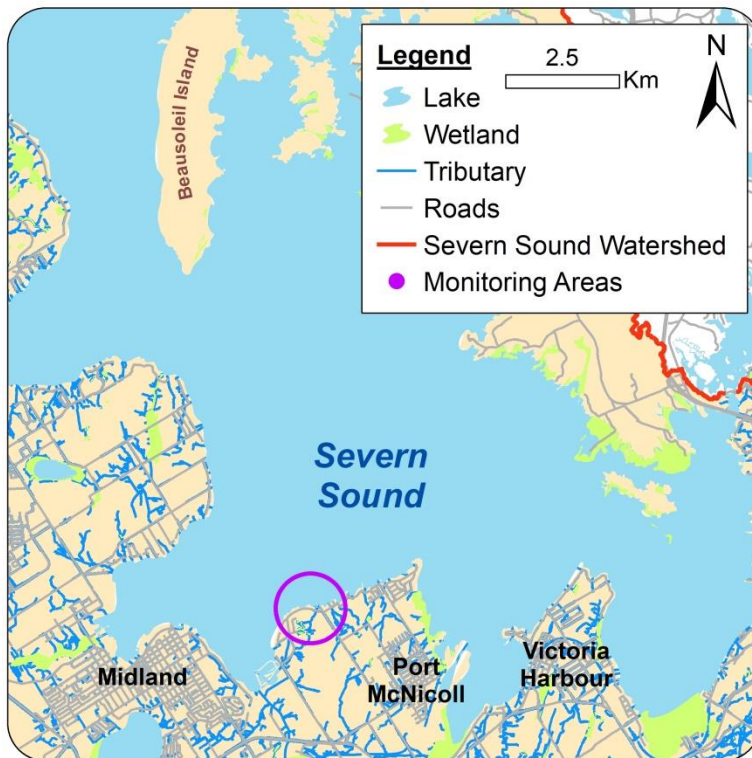 Beausoleil Island
Legend
2.5
Km
N
Lake
Wetland
Tributary
Roads
Severn Sound Watershed
Monitoring Areas
Severn
Sound
Midland
Port
McNicoll
Victoria
Harbour